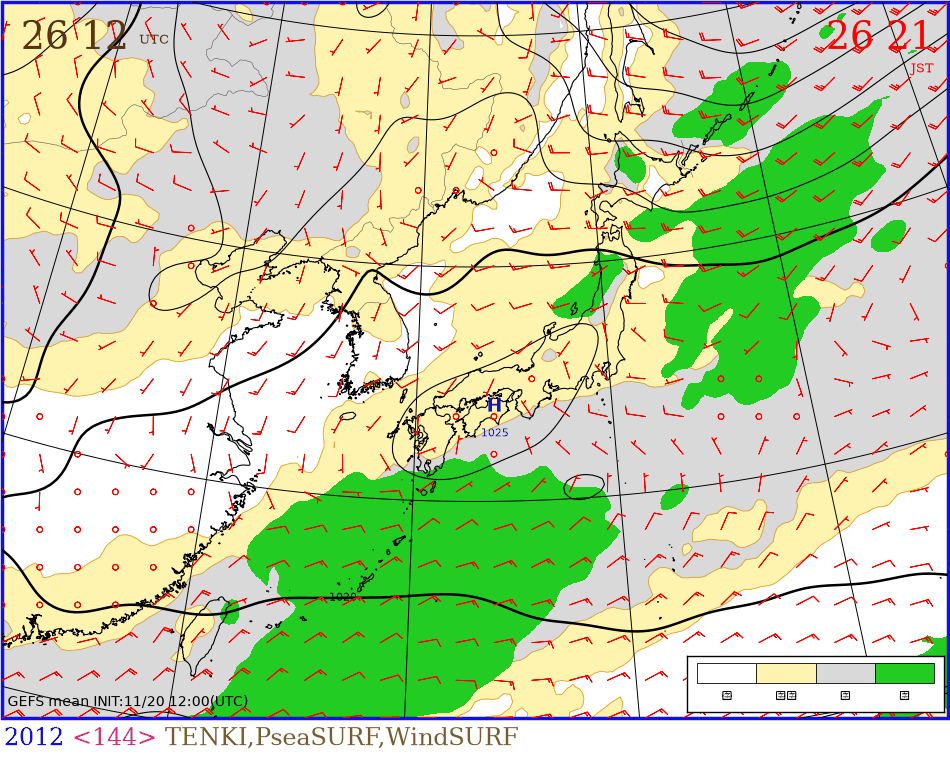 26 12 UTC
26 21
JST
H
1025
1020
GEFS mean INIT:11/20 12:00(UTC)
2012 <144> TENKI,PseaSURF,WindSURF